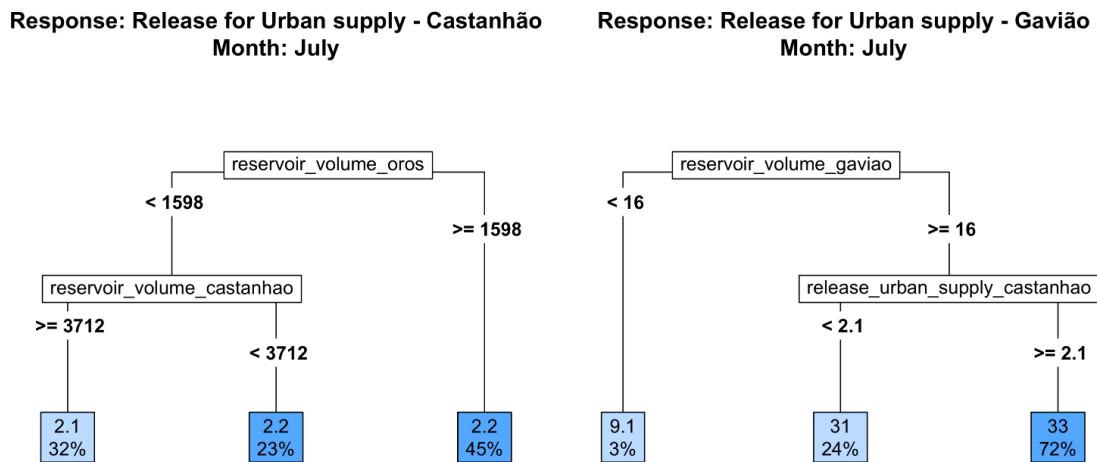 Response: Release for Urban supply - Castanhão
Month: July
reservoir_volume_oros
< 1598
>= 1598
reservoir_volume_castanhao
>= 3712
< 3712
2.1
32%
2.2
23%
2.2
45%
Response: Release for Urban supply - Gavião
Month: July
reservoir_volume_gaviao
< 16
>= 16
release_urban_supply_castanhao
< 2.1
>= 2.1
9.1
3%
31
24%
33
72%